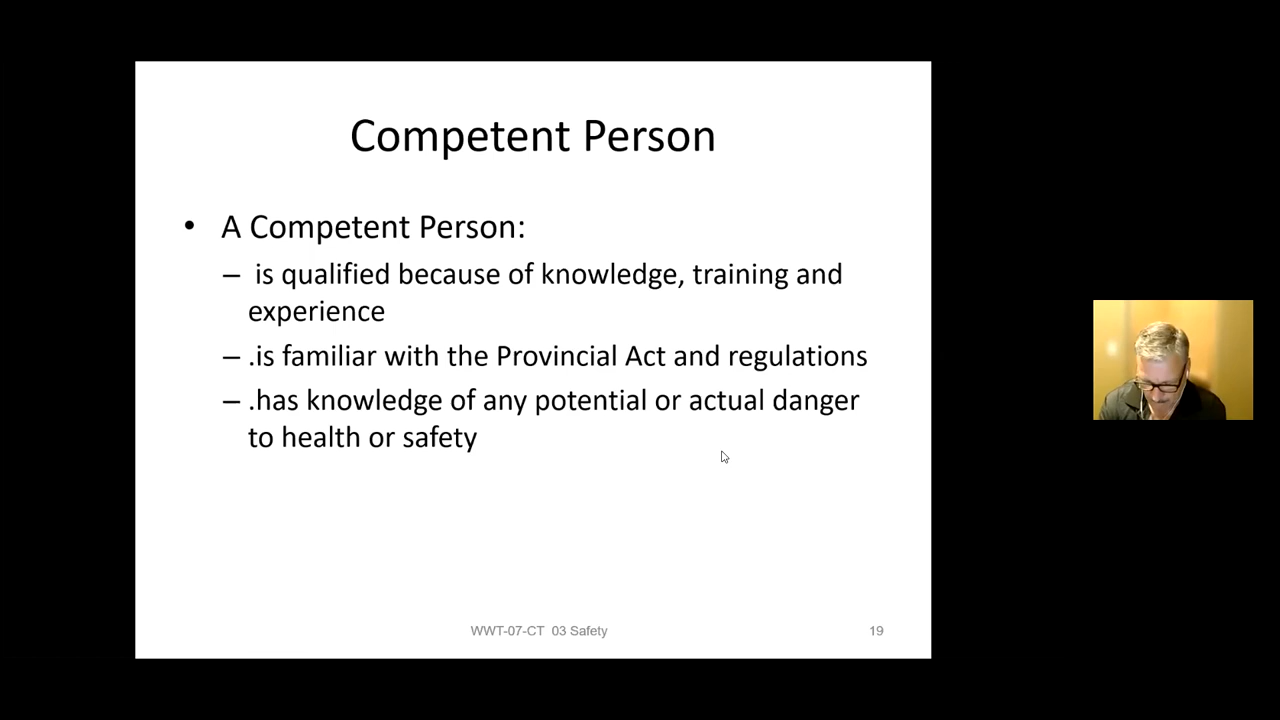 Competent Person
• A Competent Person:
– is qualified because of knowledge, training and
experience
– .is familiar with the Provincial Act and regulations
– .has knowledge of any potential or actual danger
to health or safety
WWT-07-CT 03 Safety
19